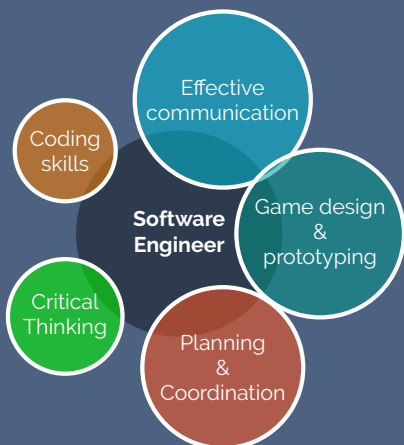 Effective
communication
Coding
skills
Software
Engineer
Game design
&
prototyping
Critical
Thinking
Planning
&
Coordination